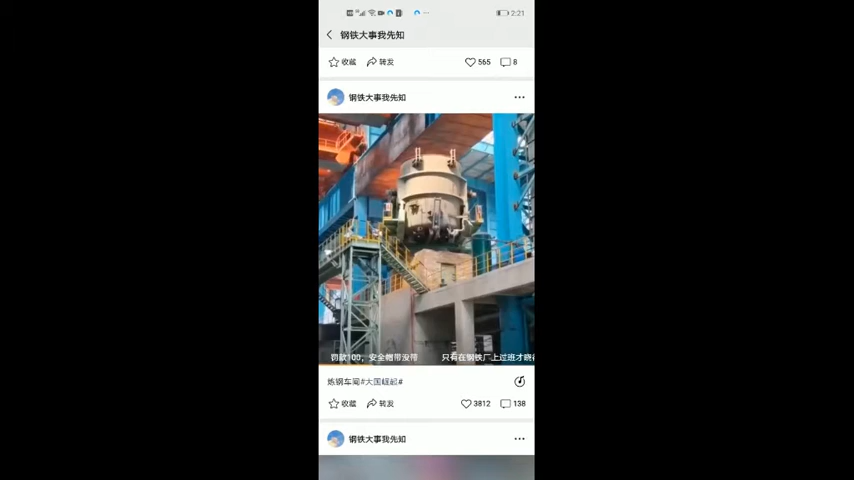 2:21
钢铁大事我先知
收藏 转发 565 8
钢铁大事我先知
罚款100，安全帽带没带 只有在钢铁厂上过班才晓得
炼钢车间#大国崛起#
收藏 转发 3812 138
钢铁大事我先知